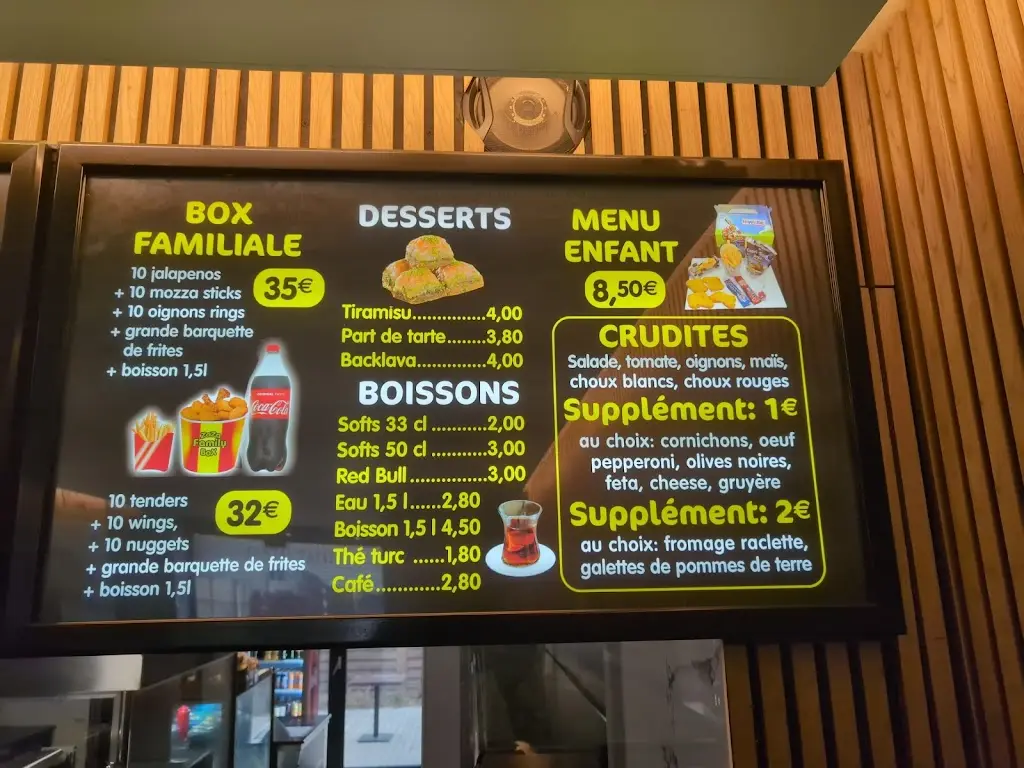 BOX
FAMILIALE
10 jalapenos
+ 10 mozza sticks
+ 10 oignons rings
+ grande barquette
de frites
+ boisson 1,5l
35€
Coca-Cola
ZaZa
Family
Box
10 tenders
+ 10 wings,
+ 10 nuggets
+ grande barquette de frites
+ boisson 1,5l
32€
DESSERTS
Tiramisu...............4,00
Part de tarte.......3,80
Backlava.............4,00
BOISSONS
Softs 33 cl ...........2,00
Softs 50 cl ...........3,00
Red Bull...............3,00
Eau 1,5 l......2,80
Boisson 1,5 l 4,50
Thé turc ......1,80
Café............2,80
MENU
ENFANT
8,50€
CRUDITES
Salade, tomate, oignons, maïs,
choux blancs, choux rouges
Supplément: 1€
au choix: cornichons, oeuf
pepperoni, olives noires,
feta, cheese, gruyère
Supplément: 2€
au choix: fromage raclette,
galettes de pommes de terre